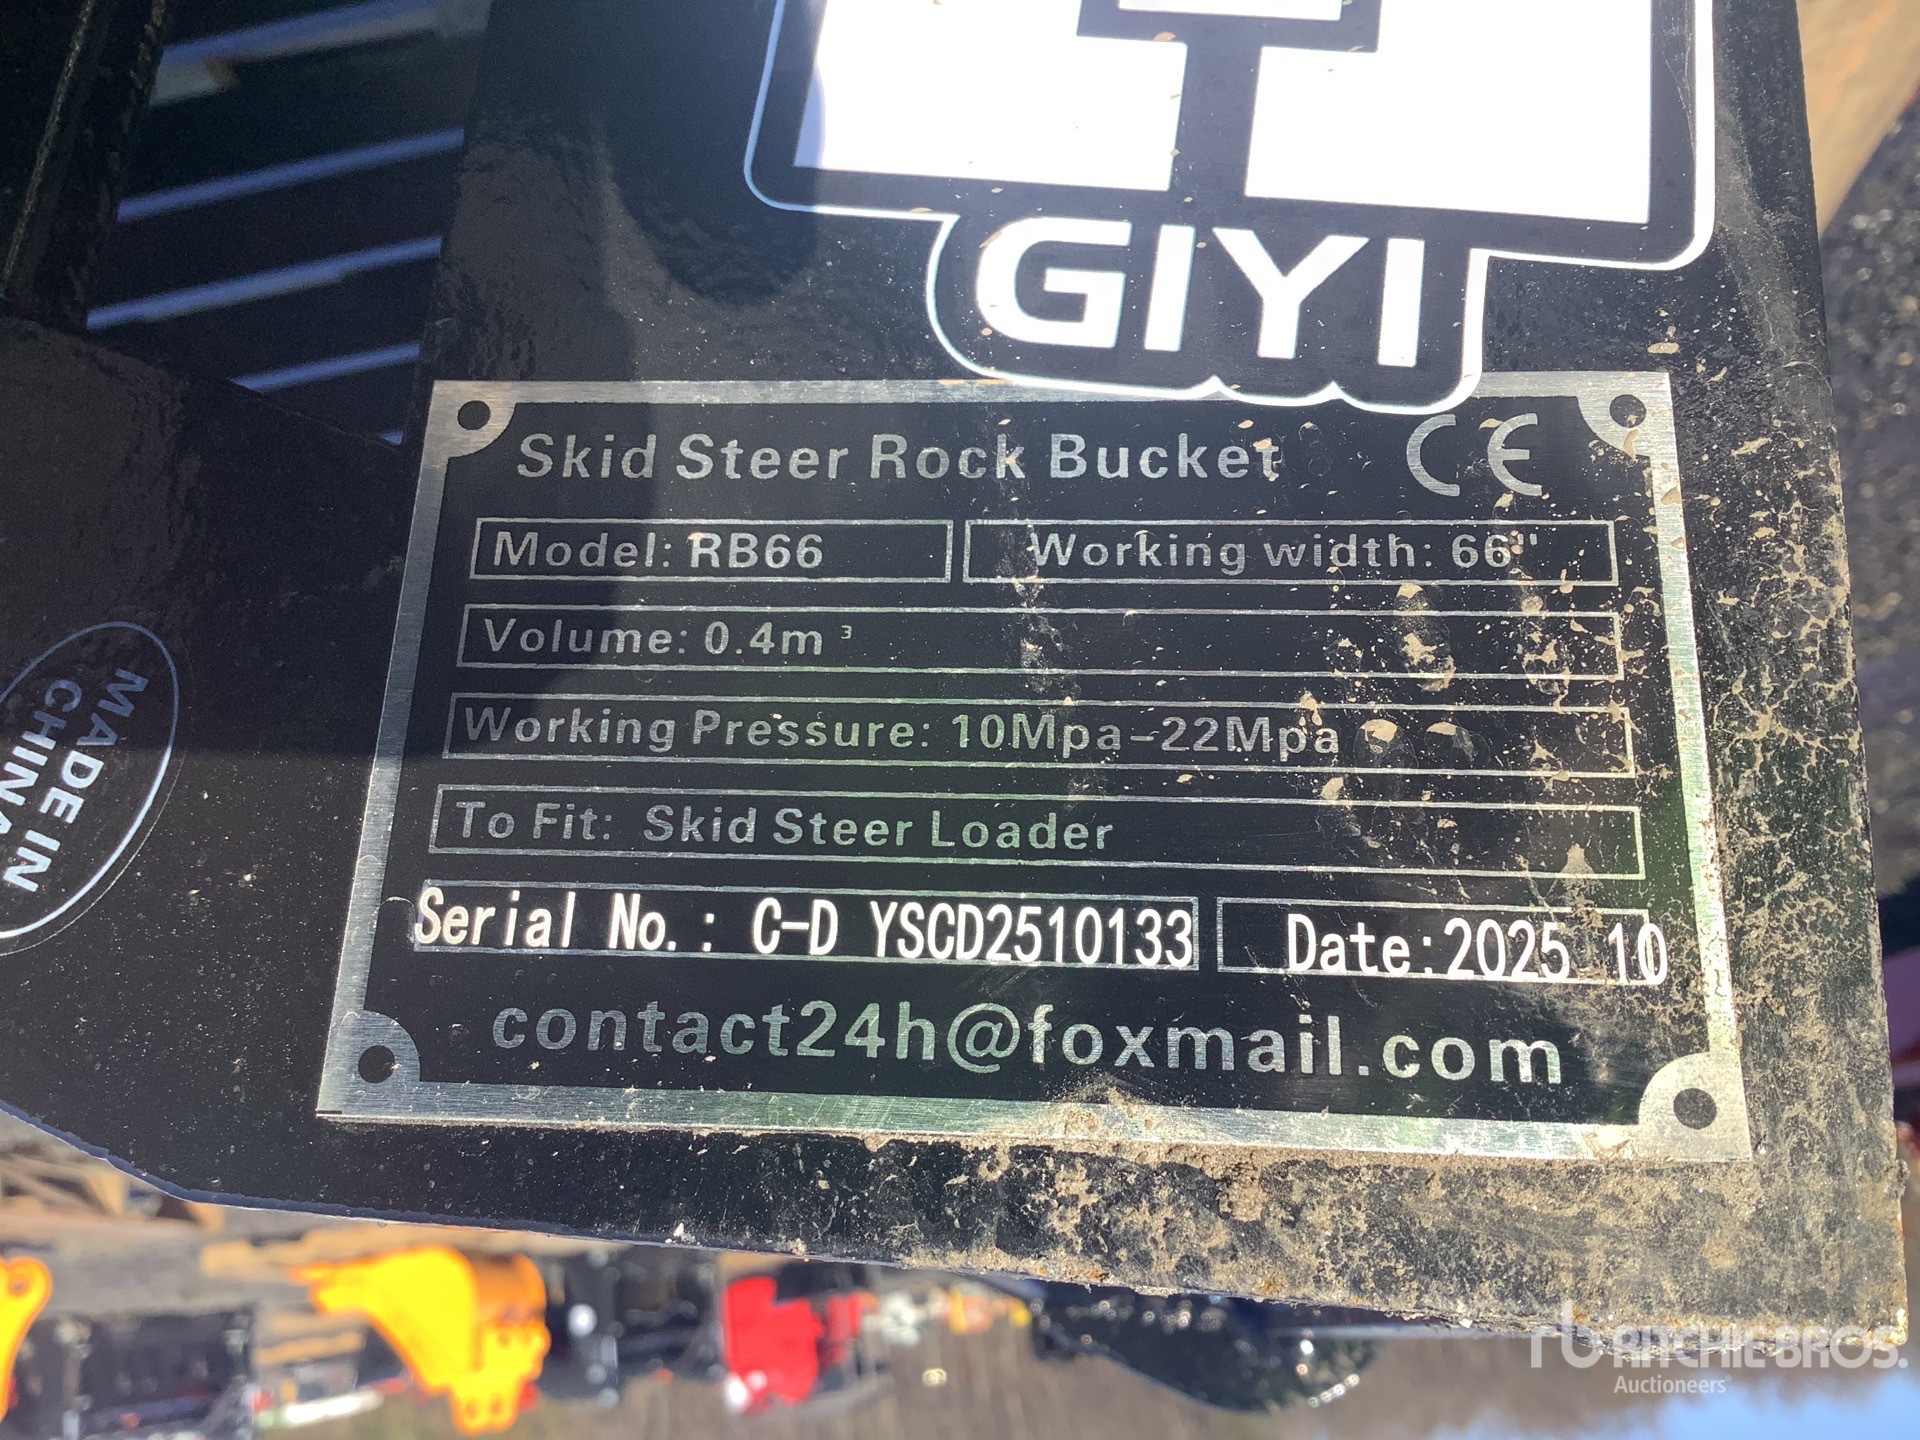 GIYI
Skid Steer Rock Bucket CE
Model: RB66 Working width: 66"
Volume: 0.4m³
Working Pressure: 10Mpa-22Mpa
To Fit: Skid Steer Loader
Serial No.: C-D YSCD2510133 Date:2025 10
contact24h@foxmail.com
MADE IN
CHINA
rb RITCHIE BROS.
Auctioneers